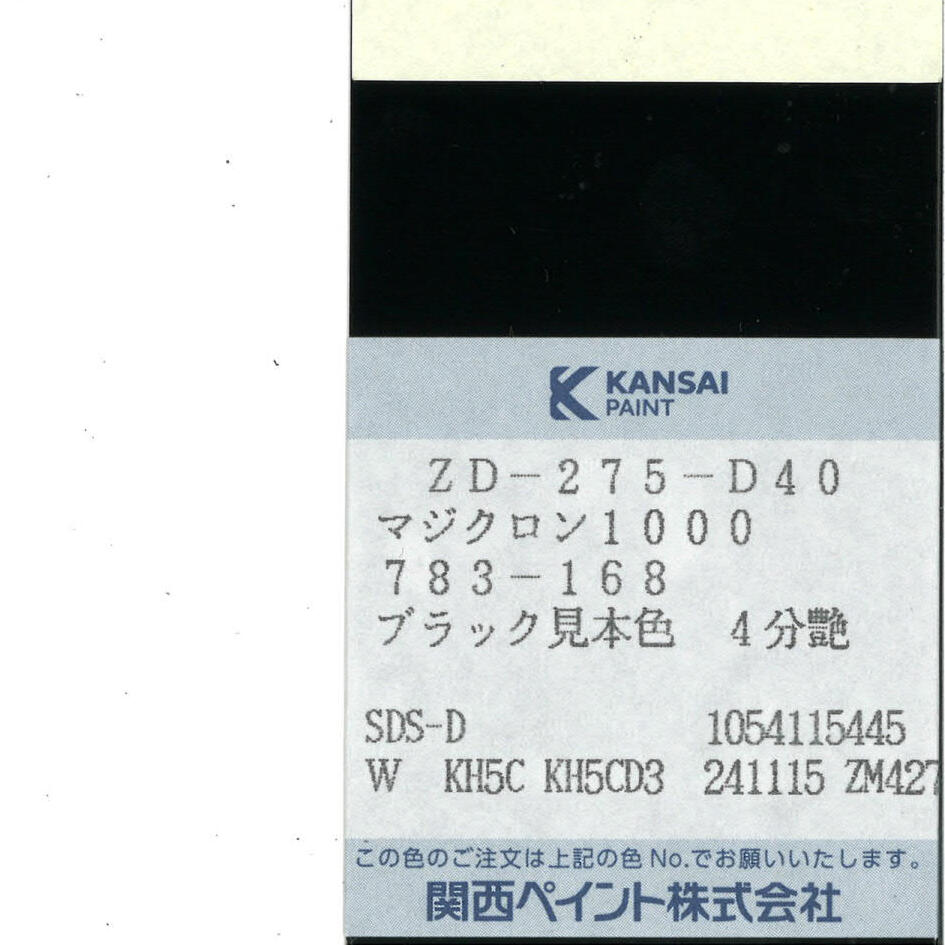 KANSAI
PAINT
ZD-275-D40
マジクロン1000
783-168
ブラック見本色 4分艶
SDS-D 1054115445
W KH5C KH5CD3 241115 ZM427
この色のご注文は上記の色No.でお願いいたします。
関西ペイント株式会社